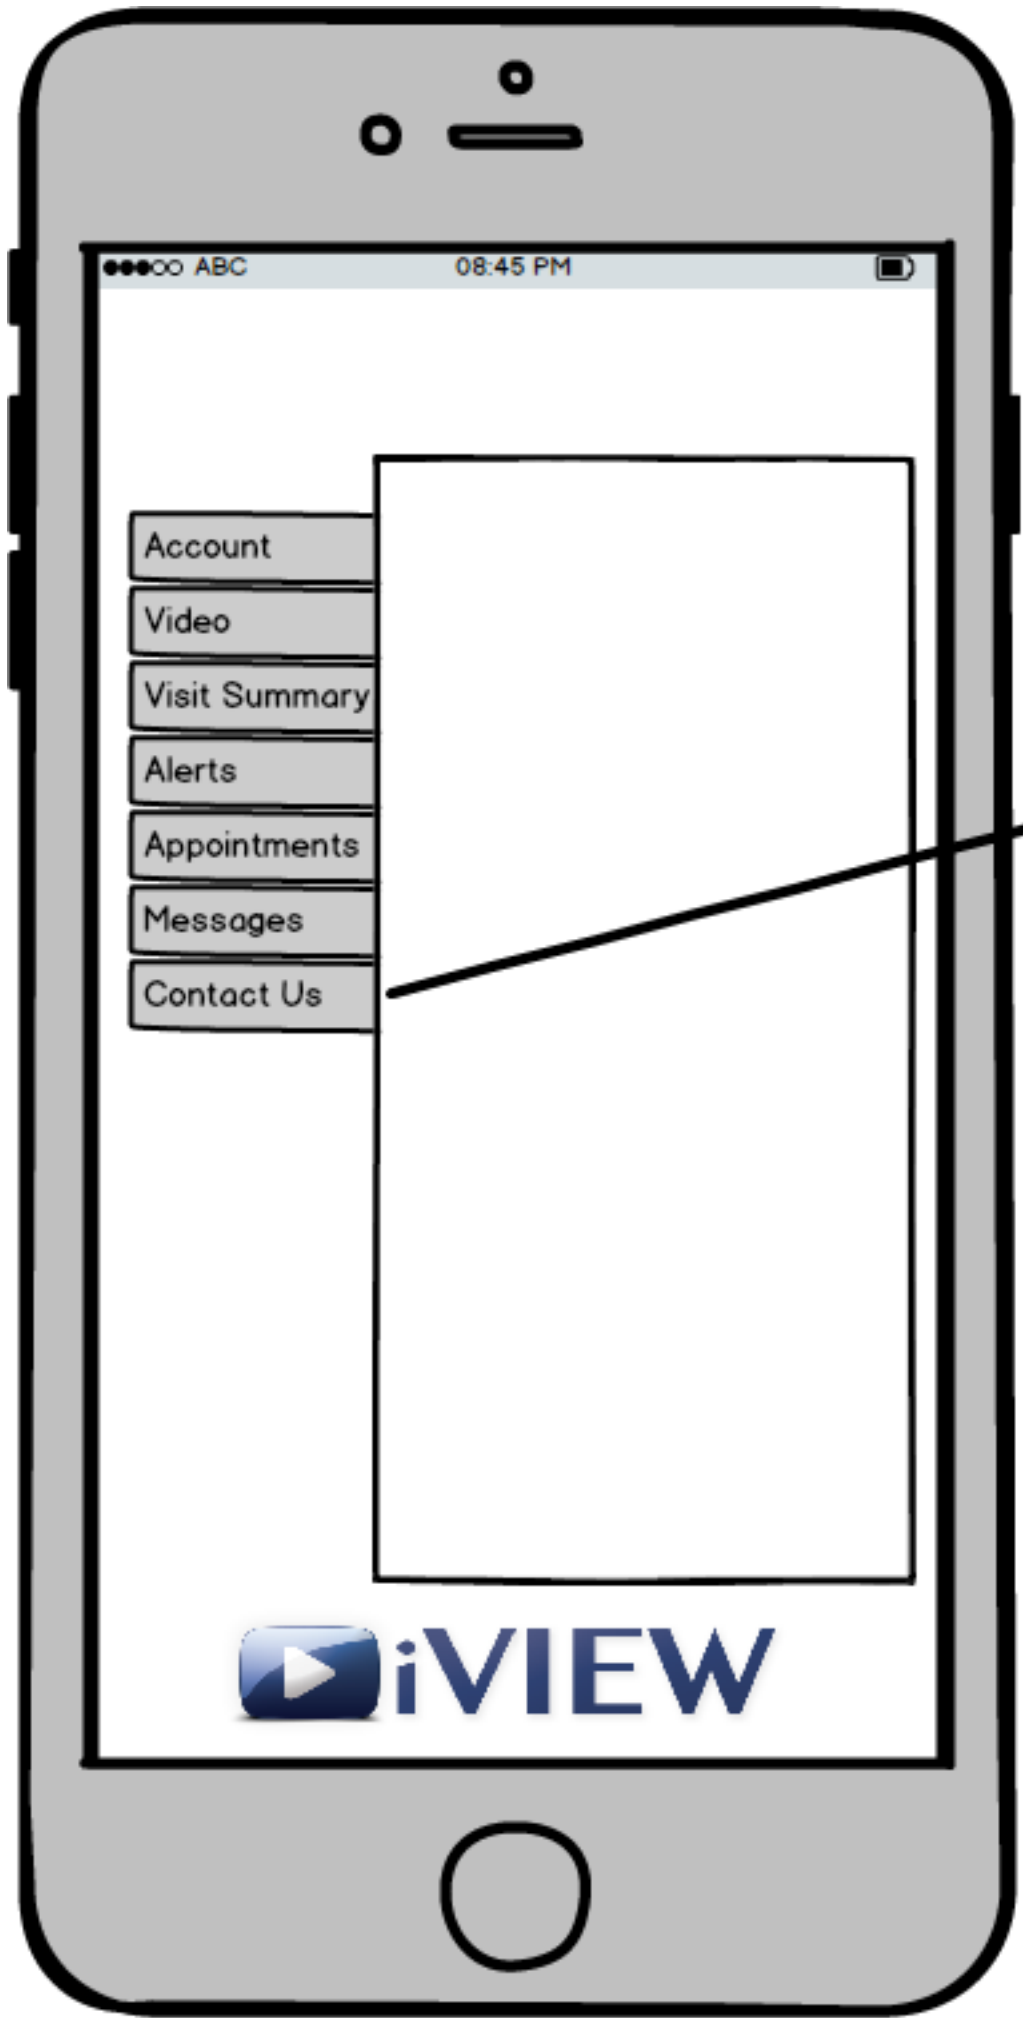 ABC 08:45 PM
Account
Video
Visit Summary
Alerts
Appointments
Messages
Contact Us
iVIEW